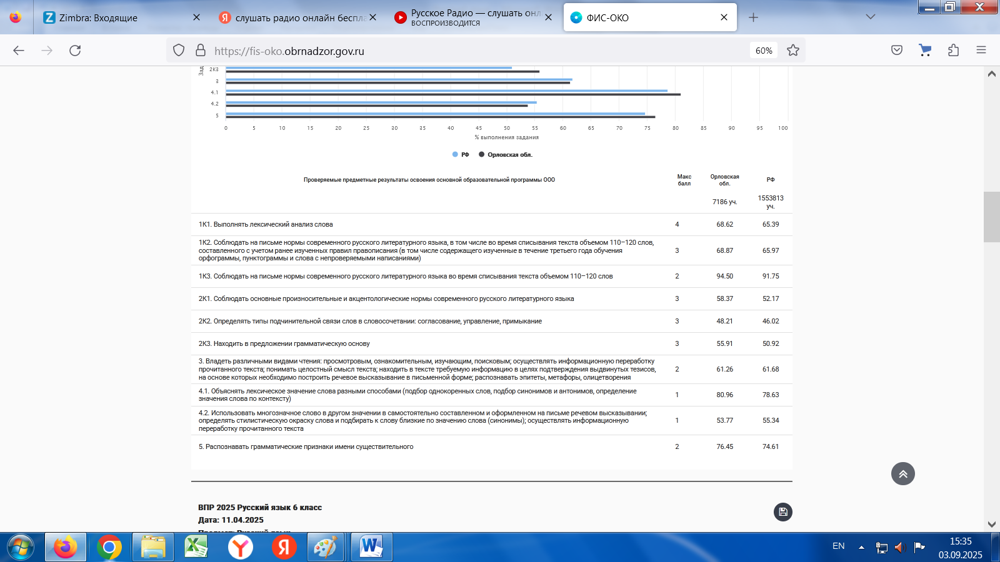 Zimbra: Входящие
слушать радио онлайн беспла
Русское Радио — слушать онл
ВОСПРОИЗВОДИТСЯ
ФИС-ОКО
https://fis-oko.obrnadzor.gov.ru
60%
Зад
2К3
3
4.1
4.2
5
0 5 10 15 20 25 30 35 40 45 50 55 60 65 70 75 80 85 90 95 100
% выполнения задания
РФ Орловская обл.
Проверяемые предметные результаты освоения основной образовательной программы ООО
Макс балл
Орловская обл.
РФ
7186 уч.
1553813 уч.
1К1. Выполнять лексический анализ слова 4 68.62 65.39
1К2. Соблюдать на письме нормы современного русского литературного языка, в том числе во время списывания текста объемом 110–120 слов,
составленного с учетом ранее изученных правил правописания (в том числе содержащего изученные в течение третьего года обучения 3 68.87 65.97
орфограммы, пунктограммы и слова с непроверяемыми написаниями)
1К3. Соблюдать на письме нормы современного русского литературного языка во время списывания текста объемом 110–120 слов 2 94.50 91.75
2К1. Соблюдать основные произносительные и акцентологические нормы современного русского литературного языка 3 58.37 52.17
2К2. Определять типы подчинительной связи слов в словосочетании: согласование, управление, примыкание 3 48.21 46.02
2К3. Находить в предложении грамматическую основу 3 55.91 50.92
3. Владеть различными видами чтения: просмотровым, ознакомительным, изучающим, поисковым; осуществлять информационную переработку
прочитанного текста; понимать целостный смысл текста; находить в тексте требуемую информацию в целях подтверждения выдвинутых тезисов, 2 61.26 61.68
на основе которых необходимо построить речевое высказывание в письменной форме; распознавать эпитеты, метафоры, олицетворения
4.1. Объяснять лексическое значение слова разными способами (подбор однокоренных слов, подбор синонимов и антонимов, определение
значения слова по контексту) 1 80.96 78.63
4.2. Использовать многозначное слово в другом значении в самостоятельно составленном и оформленном на письме речевом высказывании;
определять стилистическую окраску слова и подбирать к слову близкие по значению слова (синонимы); осуществлять информационную 1 53.77 55.34
переработку прочитанного текста
5. Распознавать грамматические признаки имени существительного 2 76.45 74.61
ВПР 2025 Русский язык 6 класс
Дата: 11.04.2025
Предмет: Русский язык
EN
15:35
03.09.2025